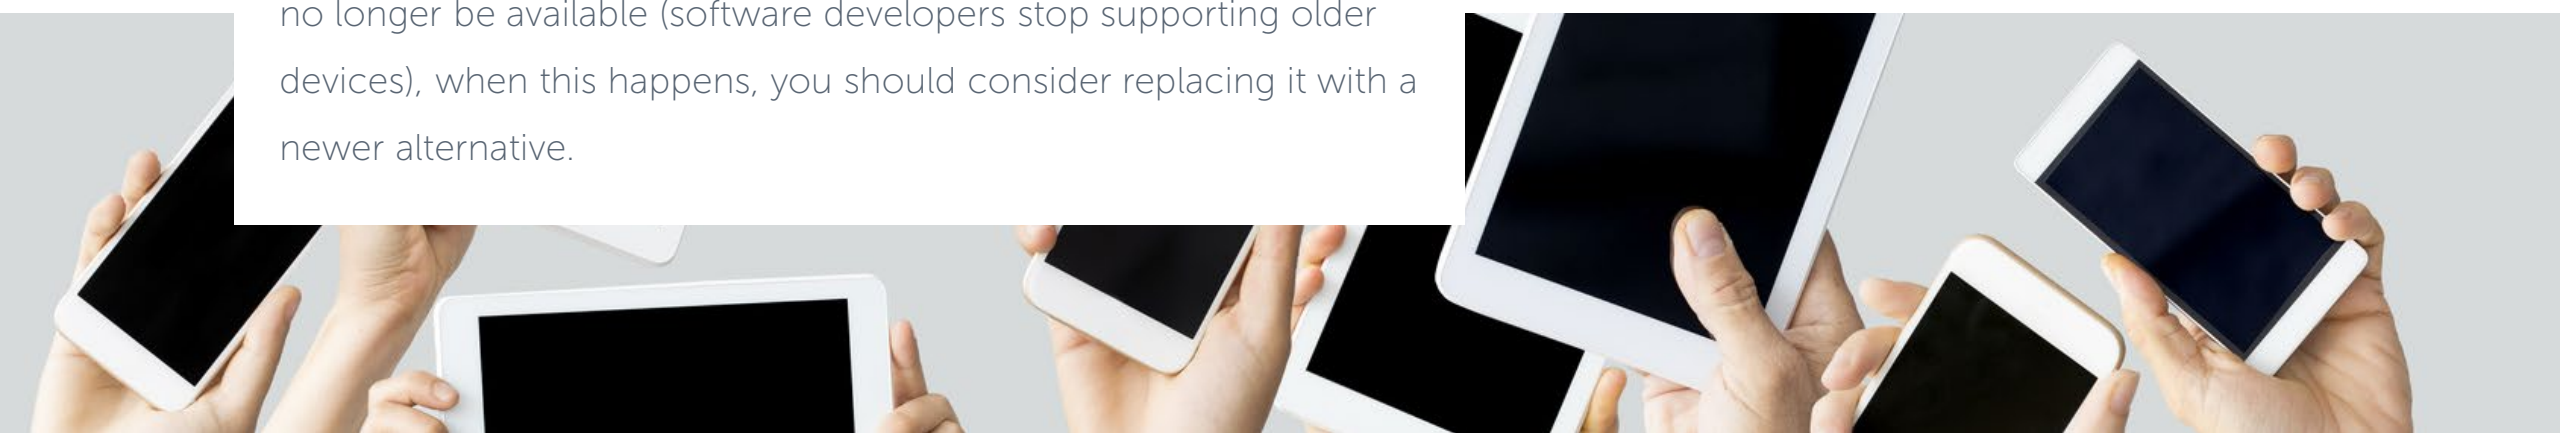 no longer be available (software developers stop supporting older
devices), when this happens, you should consider replacing it with a
newer alternative.